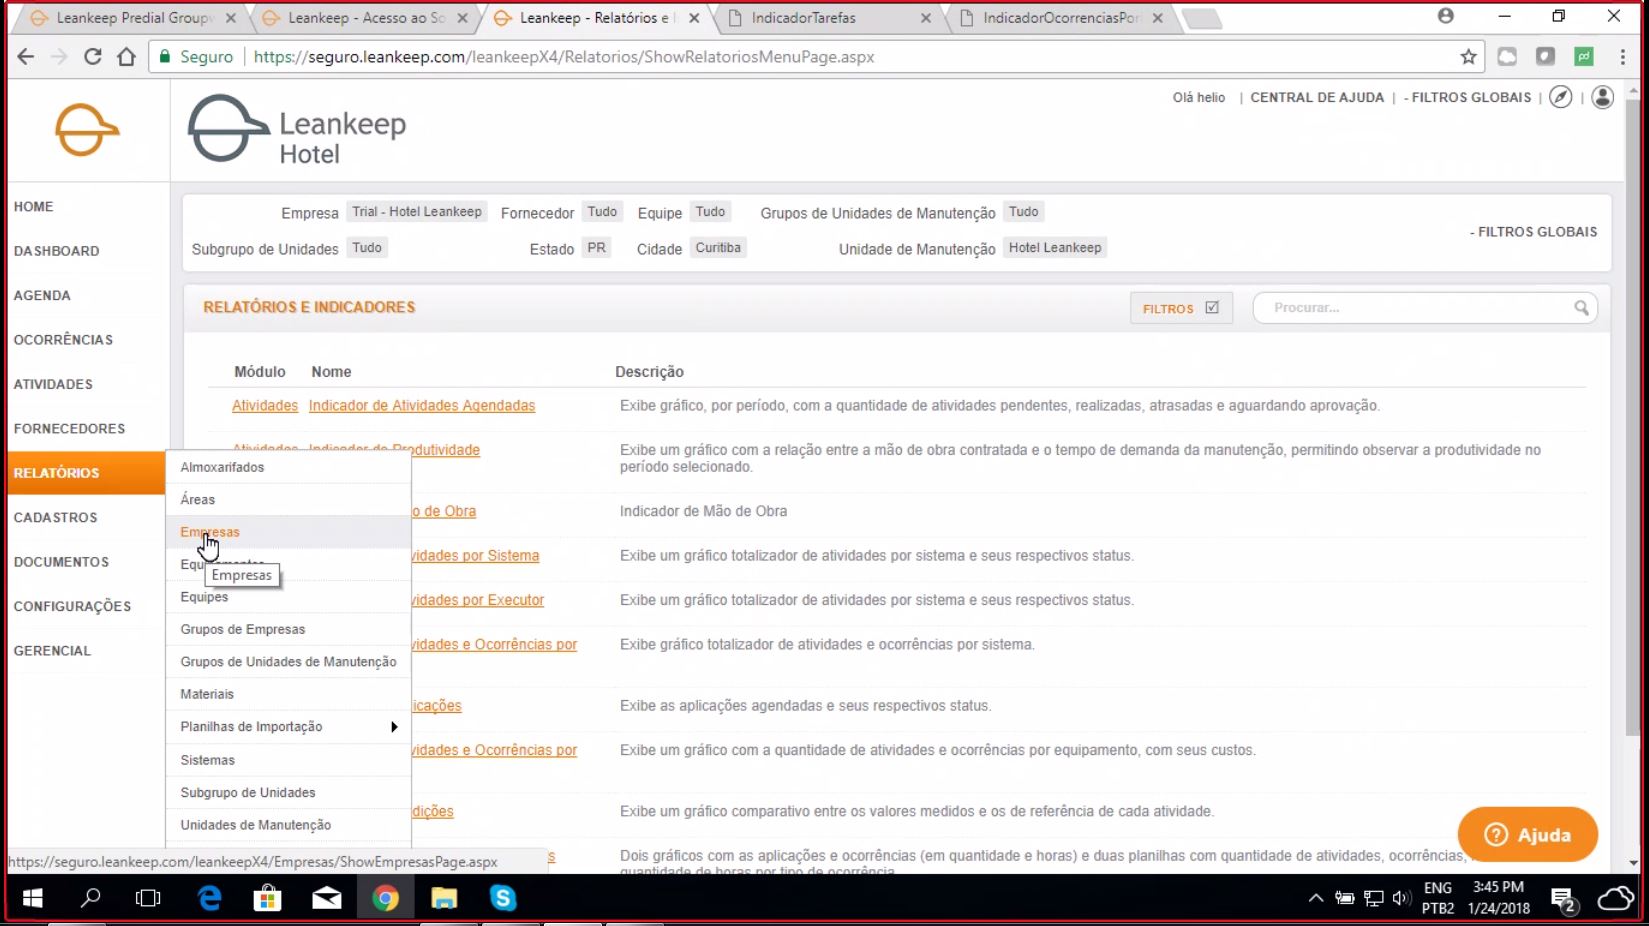 Leankeep Predial Groupw
Leankeep - Acesso ao So
Leankeep - Relatórios e I
IndicadorTarefas
IndicadorOcorrenciasPor
Seguro
https://seguro.leankeep.com/leankeepX4/Relatorios/ShowRelatoriosMenuPage.aspx
Olá helio | CENTRAL DE AJUDA | - FILTROS GLOBAIS
Leankeep
Hotel
HOME
DASHBOARD
AGENDA
OCORRÊNCIAS
ATIVIDADES
FORNECEDORES
RELATÓRIOS
CADASTROS
DOCUMENTOS
CONFIGURAÇÕES
GERENCIAL
Empresa Trial - Hotel Leankeep Fornecedor Tudo Equipe Tudo Grupos de Unidades de Manutenção Tudo
- FILTROS GLOBAIS
Subgrupo de Unidades Tudo Estado PR Cidade Curitiba Unidade de Manutenção Hotel Leankeep
RELATÓRIOS E INDICADORES
FILTROS
Procurar...
Módulo Nome Descrição
Atividades Indicador de Atividades Agendadas Exibe gráfico, por período, com a quantidade de atividades pendentes, realizadas, atrasadas e aguardando aprovação.
Atividades Indicador de Produtividade Exibe um gráfico com a relação entre a mão de obra contratada e o tempo de demanda da manutenção, permitindo observar a produtividade no
período selecionado.
o de Obra Indicador de Mão de Obra
vidades por Sistema Exibe um gráfico totalizador de atividades por sistema e seus respectivos status.
vidades por Executor Exibe um gráfico totalizador de atividades por sistema e seus respectivos status.
vidades e Ocorrências por Exibe gráfico totalizador de atividades e ocorrências por sistema.
icações Exibe as aplicações agendadas e seus respectivos status.
vidades e Ocorrências por Exibe um gráfico com a quantidade de atividades e ocorrências por equipamento, com seus custos.
dições Exibe um gráfico comparativo entre os valores medidos e os de referência de cada atividade.
s Dois gráficos com as aplicações e ocorrências (em quantidade e horas) e duas planilhas com quantidade de atividades, ocorrências,
quantidade de horas por tipo de ocorrência
Almoxarifados
Áreas
Empresas
Equipamentos
Empresas
Equipes
Grupos de Empresas
Grupos de Unidades de Manutenção
Materiais
Planilhas de Importação
Sistemas
Subgrupo de Unidades
Unidades de Manutenção
Ajuda
https://seguro.leankeep.com/leankeepX4/Empresas/ShowEmpresasPage.aspx
ENG
PTB2
3:45 PM
1/24/2018
2